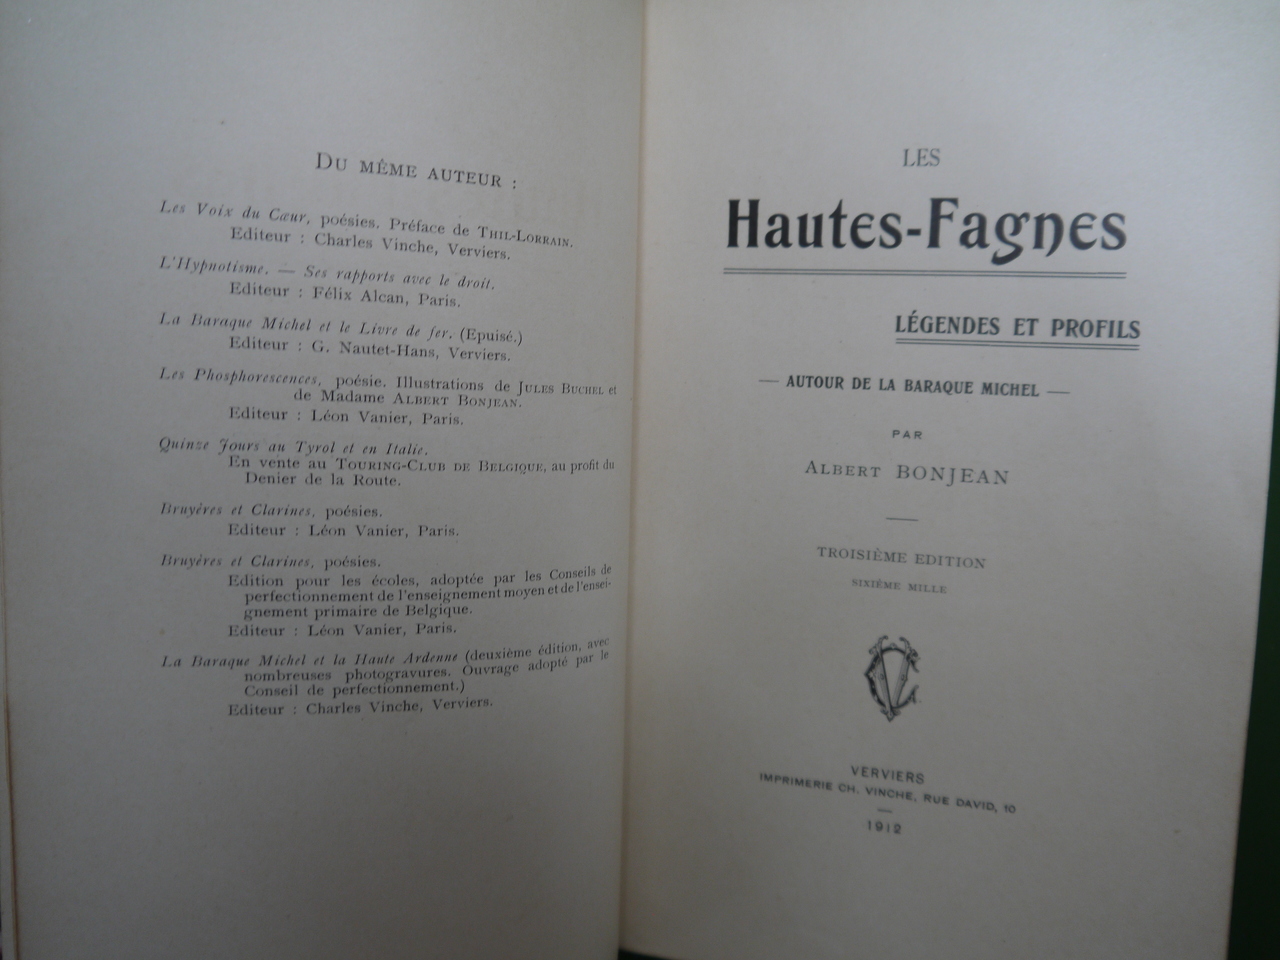 DU MÊME AUTEUR :
Les Voix du Cœur, poésies. Préface de THIL-LORRAIN.
Editeur : Charles Vinche, Verviers.
L'Hypnotisme. — Ses rapports avec le droit.
Editeur : Félix Alcan, Paris.
La Baraque Michel et le Livre de fer. (Epuisé.)
Editeur : G. Nautet-Hans, Verviers.
Les Phosphorescences, poésie. Illustrations de JULES BUCHEL et
de Madame ALBERT BONJEAN.
Editeur : Léon Vanier, Paris.
Quinze Jours au Tyrol et en Italie.
En vente au TOURING-CLUB DE BELGIQUE, au profit du
Denier de la Route.
Bruyères et Clarines, poésies.
Editeur : Léon Vanier, Paris.
Bruyères et Clarines, poésies.
Edition pour les écoles, adoptée par les Conseils de
perfectionnement de l'enseignement moyen et de l'ensei-
gnement primaire de Belgique.
Editeur : Léon Vanier, Paris.
La Baraque Michel et la Haute Ardenne (deuxième édition, avec
nombreuses photogravures. Ouvrage adopté par le
Conseil de perfectionnement.)
Editeur : Charles Vinche, Verviers.
LES
Hautes-Fagnes
LÉGENDES ET PROFILS
— AUTOUR DE LA BARAQUE MICHEL —
PAR
ALBERT BONJEAN
TROISIÈME EDITION
SIXIÈME MILLE
VERVIERS
IMPRIMERIE CH. VINCHE, RUE DAVID, 10
1912